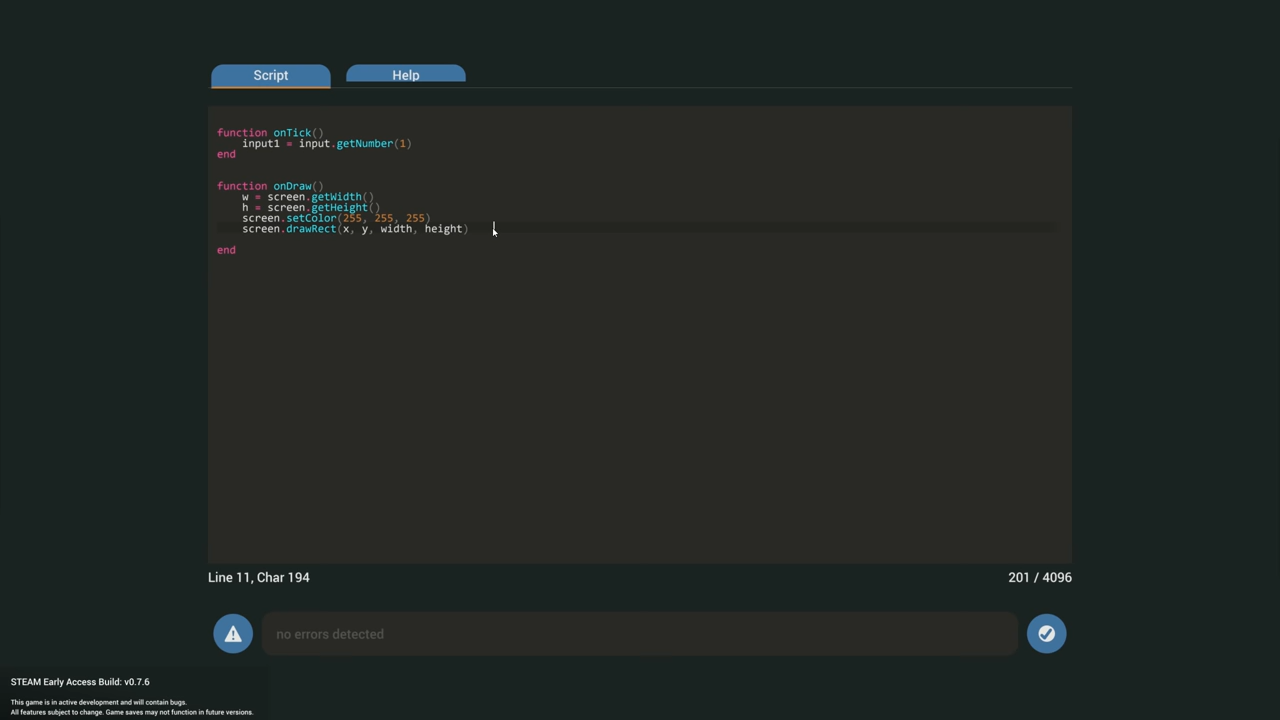 Script
Help
function onTick()
    input1 = input.getNumber(1)
end
function onDraw()
    w = screen.getWidth()
    h = screen.getHeight()
    screen.setColor(255, 255, 255)
    screen.drawRect(x, y, width, height)
end
Line 11, Char 194
201 / 4096
no errors detected
STEAM Early Access Build: v0.7.6
This game is in active development and will contain bugs.
All features subject to change. Game saves may not function in future versions.